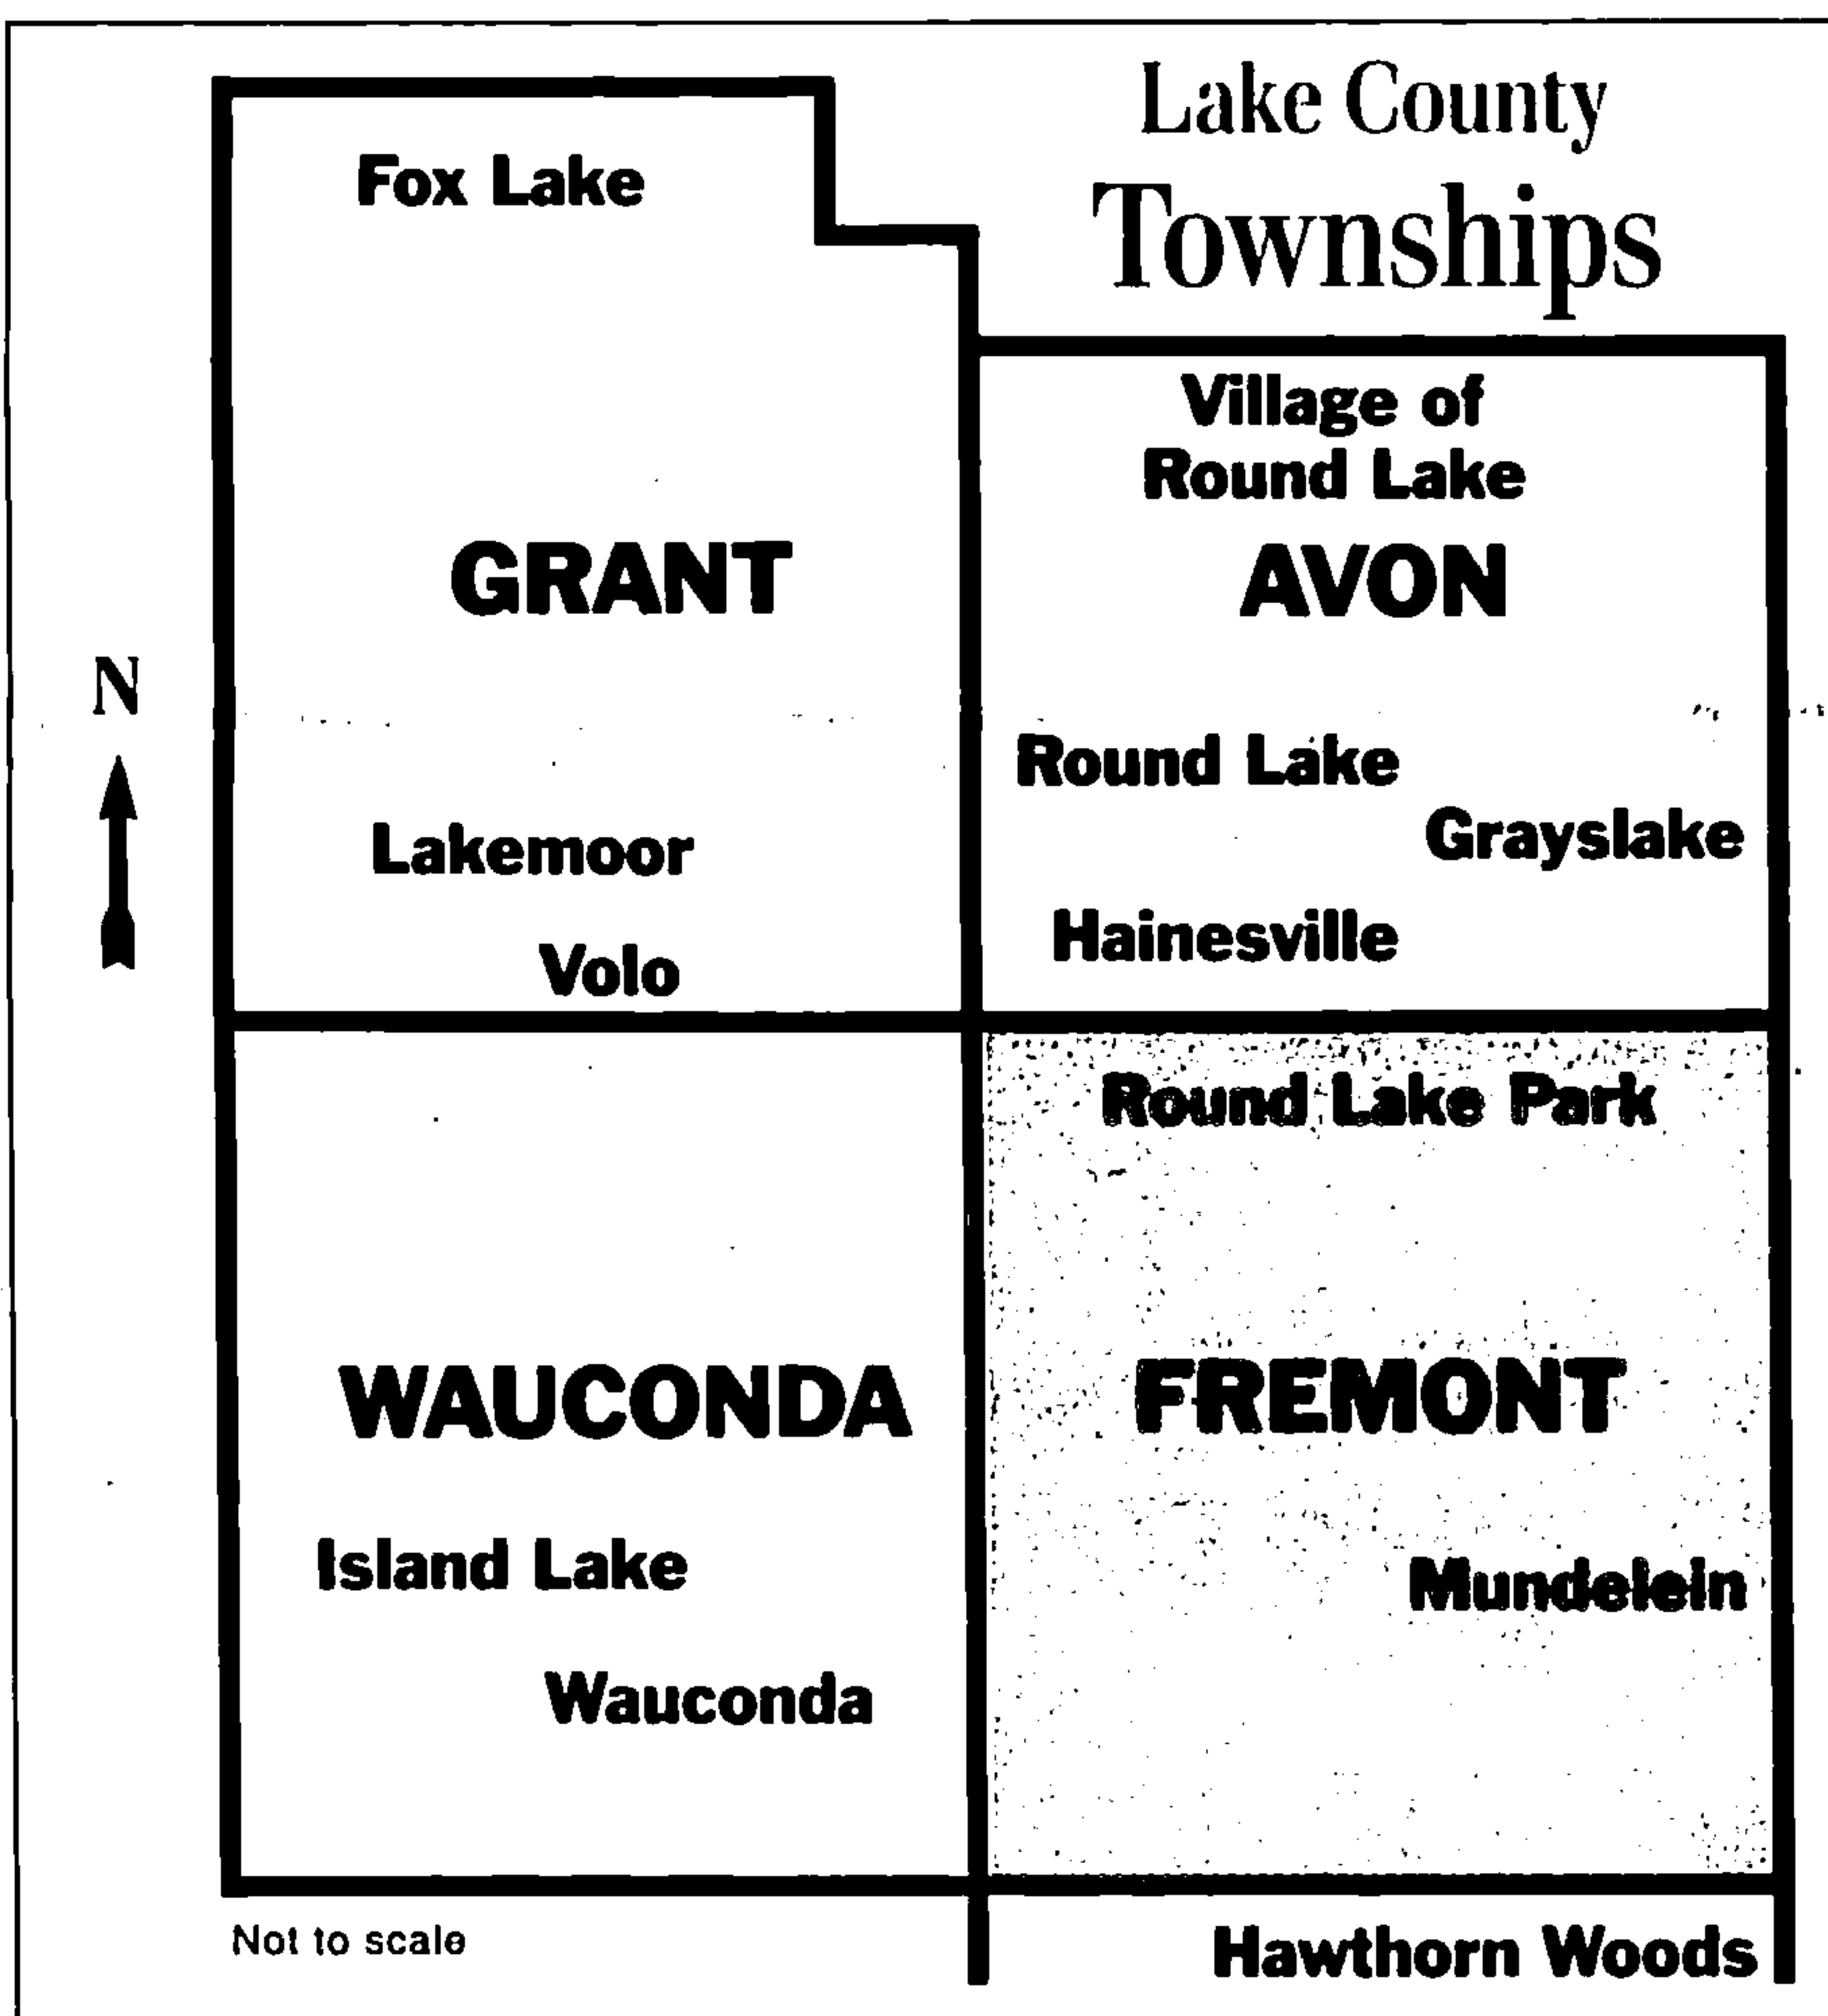 Lake County
Townships
Fox Lake
GRANT
Lakemoor
Volo
Village of
Round Lake
AVON
Round Lake
Grayslake
Hainesville
N
WAUCONDA
Island Lake
Wauconda
Round Lake Park
FREMONT
Mundelein
Not to scale
Hawthorn Woods